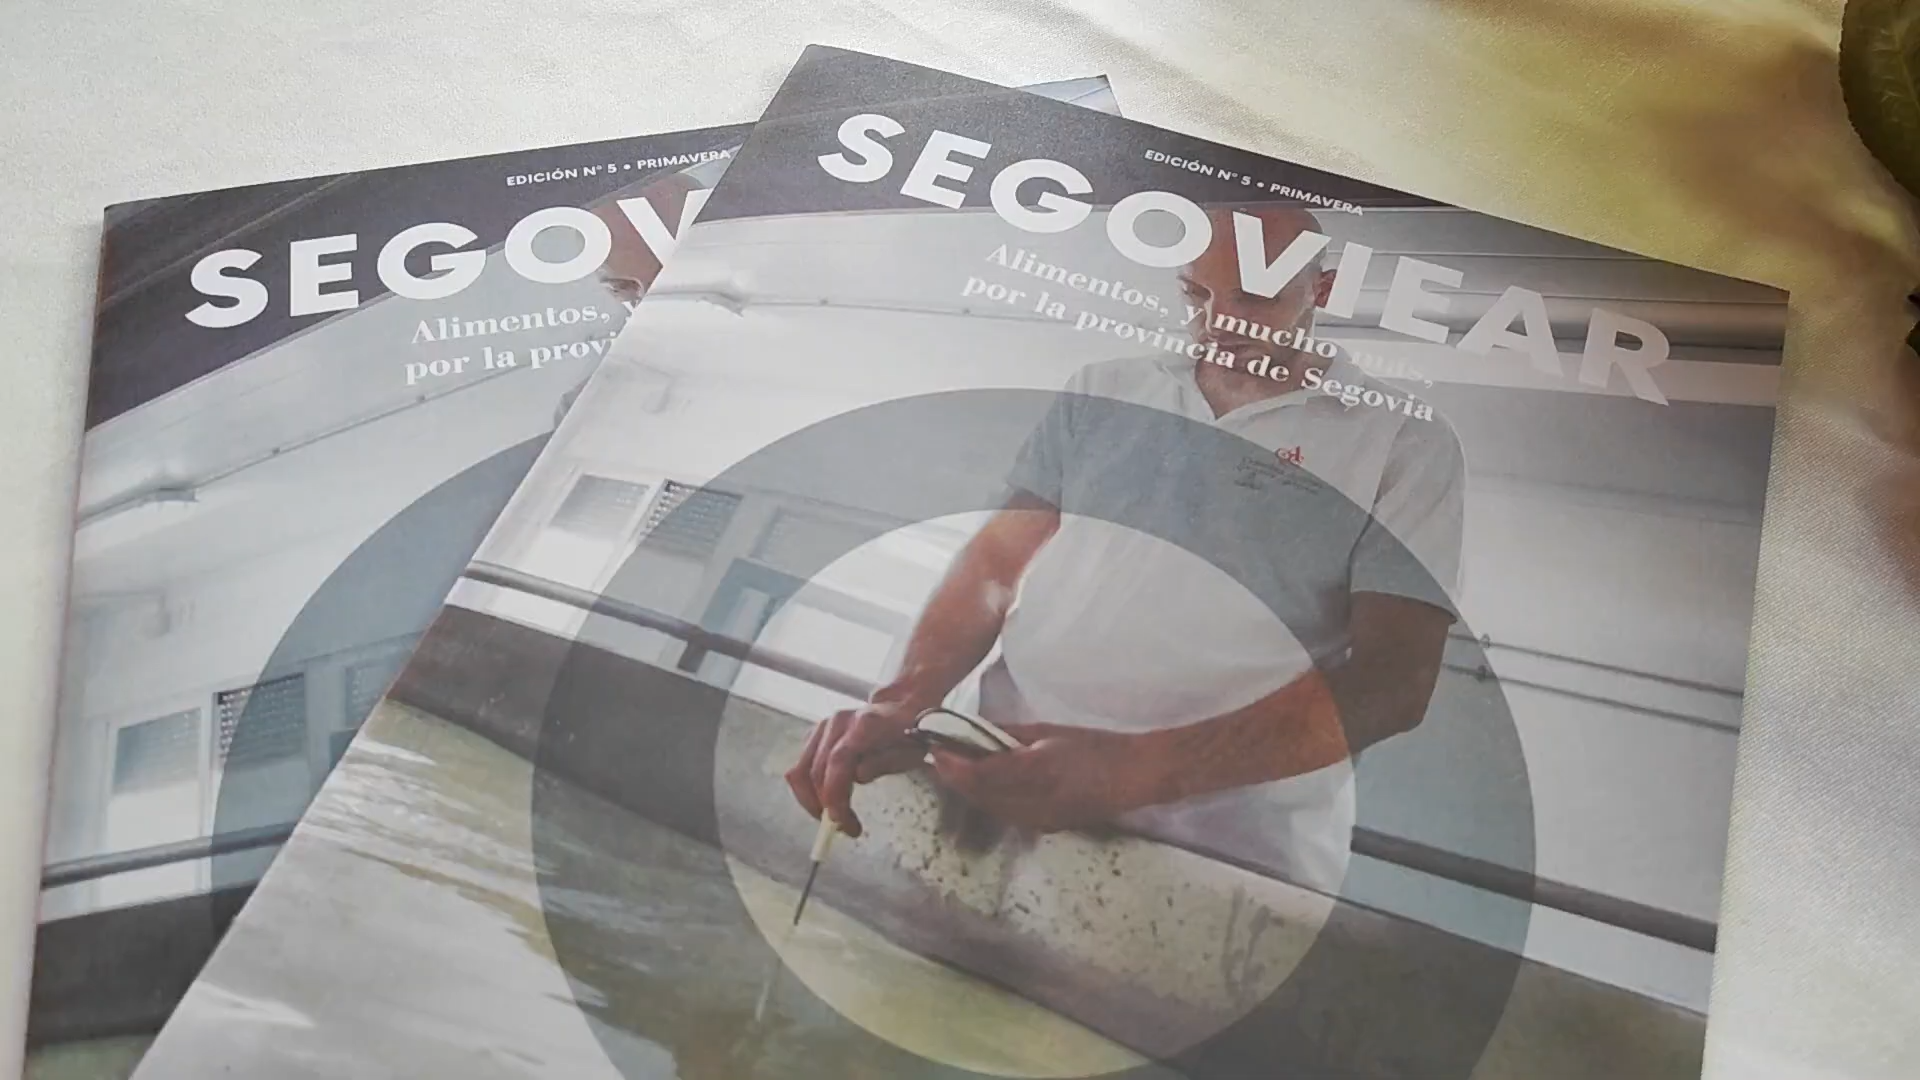 EDICIÓN Nº 5 • PRIMAVERA
SEGOV
Alimentos,
por la provi
EDICIÓN Nº 5 • PRIMAVERA
SEGOVIEAR
Alimentos, y mucho más,
por la provincia de Segovia